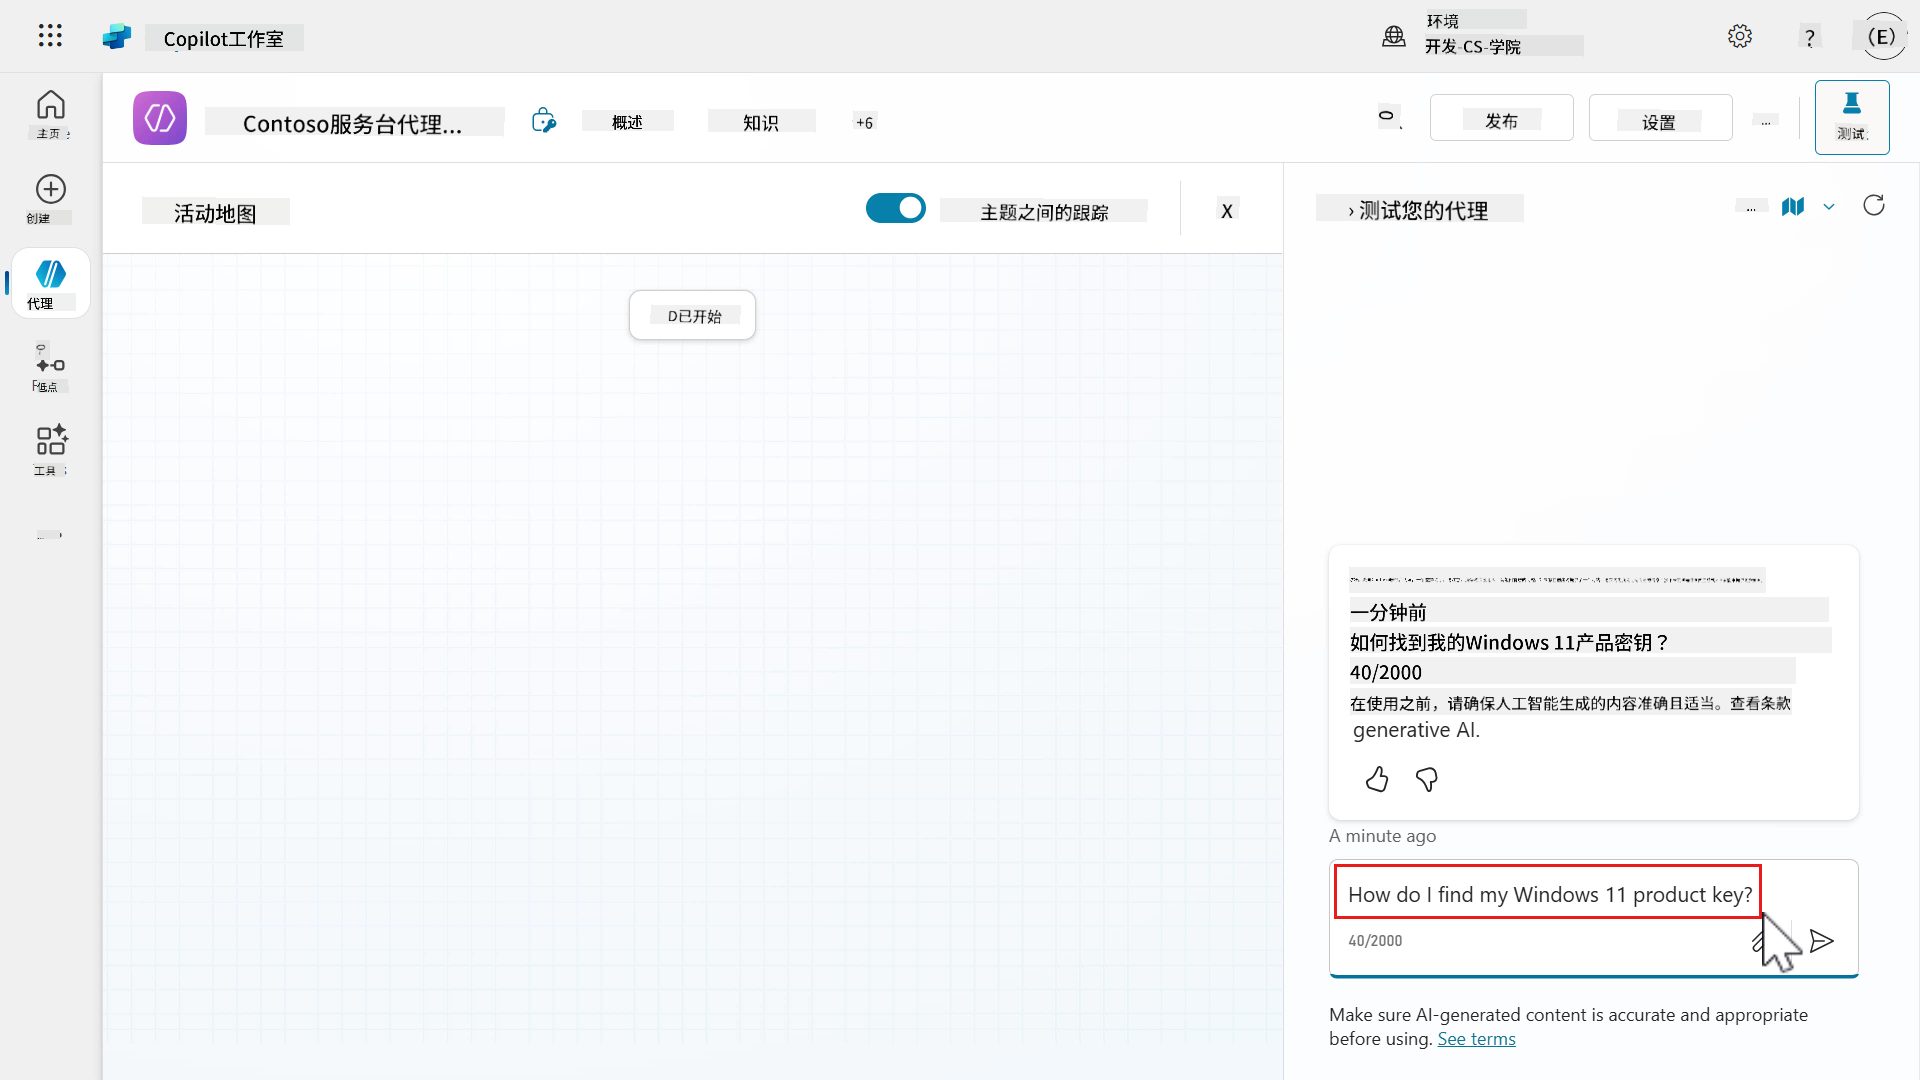 Copilot工作室
环境
开发-CS-学院
?
(E)
主页
创建
代理
工具
Contoso服务台代理...
概述
知识
+6
发布
设置
...
测试
活动地图
主题之间的跟踪
X
D已开始
›测试您的代理
...
一分钟前
如何找到我的Windows 11产品密钥？
40/2000
在使用之前，请确保人工智能生成的内容准确且适当。查看条款
generative AI.
A minute ago
How do I find my Windows 11 product key?
40/2000
Make sure AI-generated content is accurate and appropriate
before using. See terms